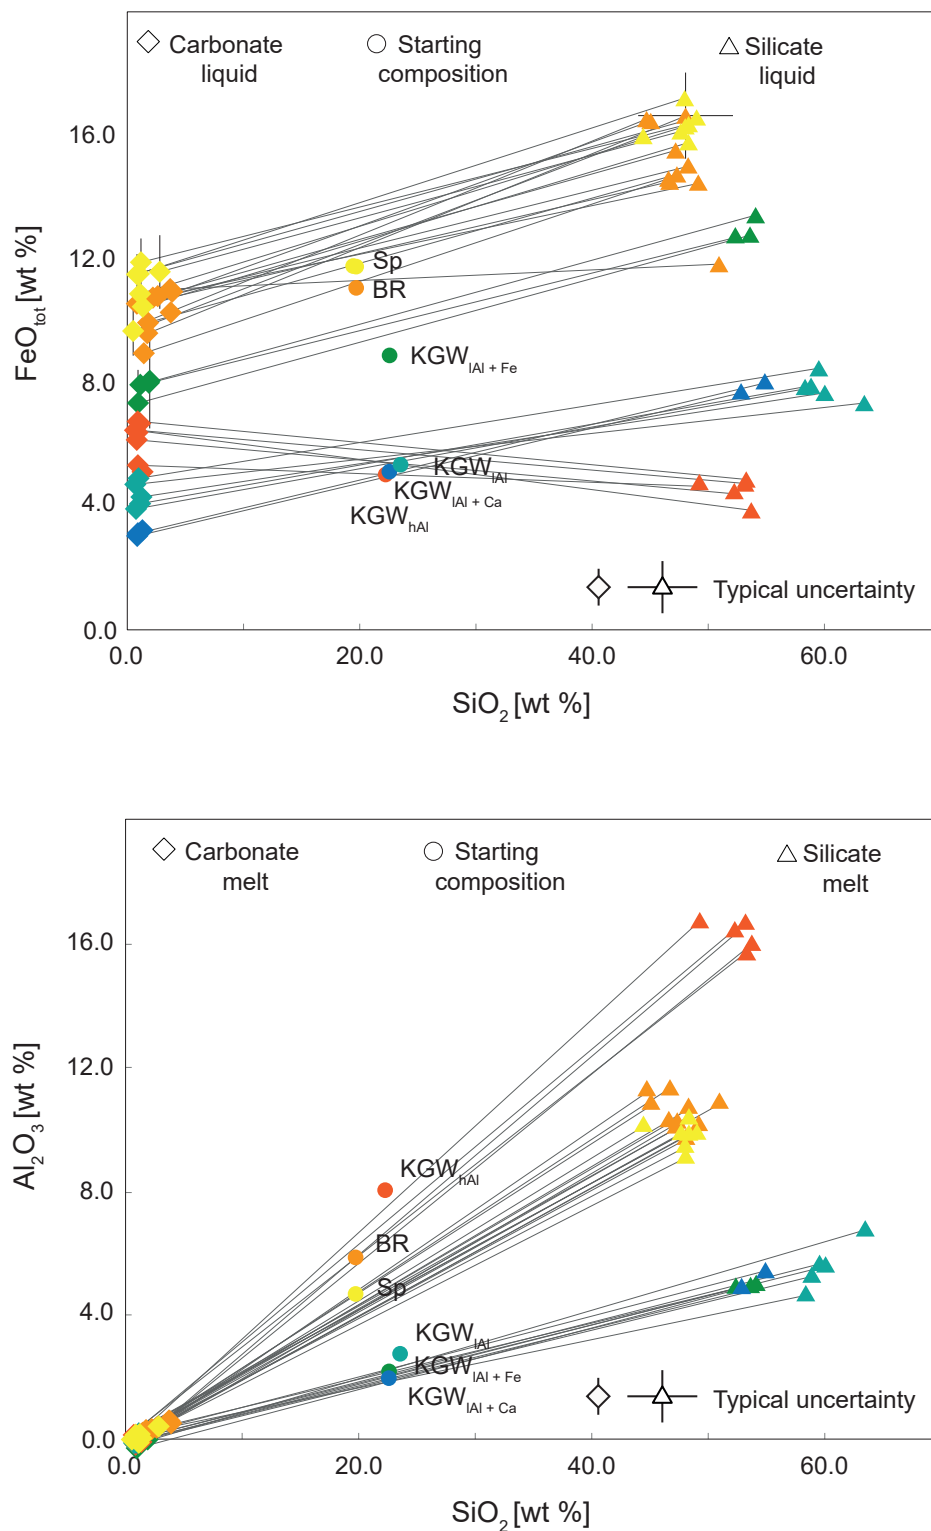 Carbonate liquid
Starting composition
Silicate liquid
16.0
12.0
8.0
4.0
0.0
FeOtot [wt %]
Sp
BR
KGWlAl + Fe
KGWlAl
KGWlAl + Ca
KGWhAl
Typical uncertainty
0.0 20.0 40.0 60.0
SiO2 [wt %]
Carbonate melt
Starting composition
Silicate melt
16.0
12.0
8.0
4.0
0.0
Al2O3 [wt %]
KGWhAl
BR
Sp
KGWlAl
KGWlAl + Fe
KGWlAl + Ca
Typical uncertainty
0.0 20.0 40.0 60.0
SiO2 [wt %]